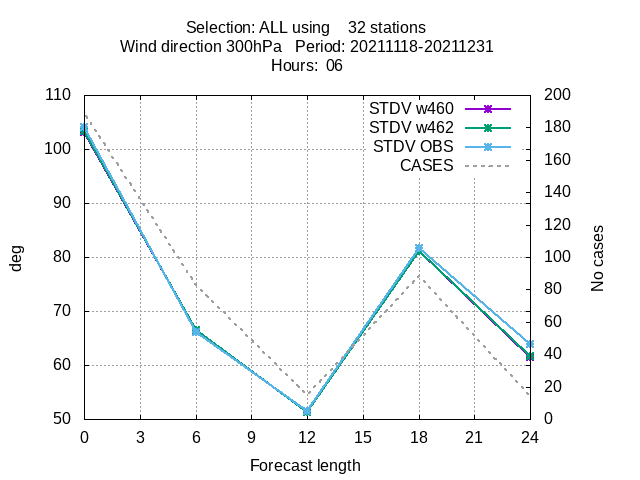 Selection: ALL using    32 stations
Wind direction 300hPa   Period: 20211118-20211231
Hours:  06
STDV w460
STDV w462
STDV OBS
CASES
110
100
90
80
70
60
50
200
180
160
140
120
100
80
60
40
20
0
deg
No cases
0 3 6 9 12 15 18 21 24
Forecast length